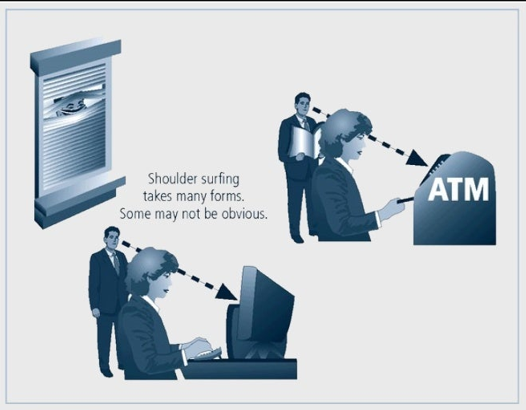 Shoulder surfing
takes many forms.
Some may not be obvious.
ATM